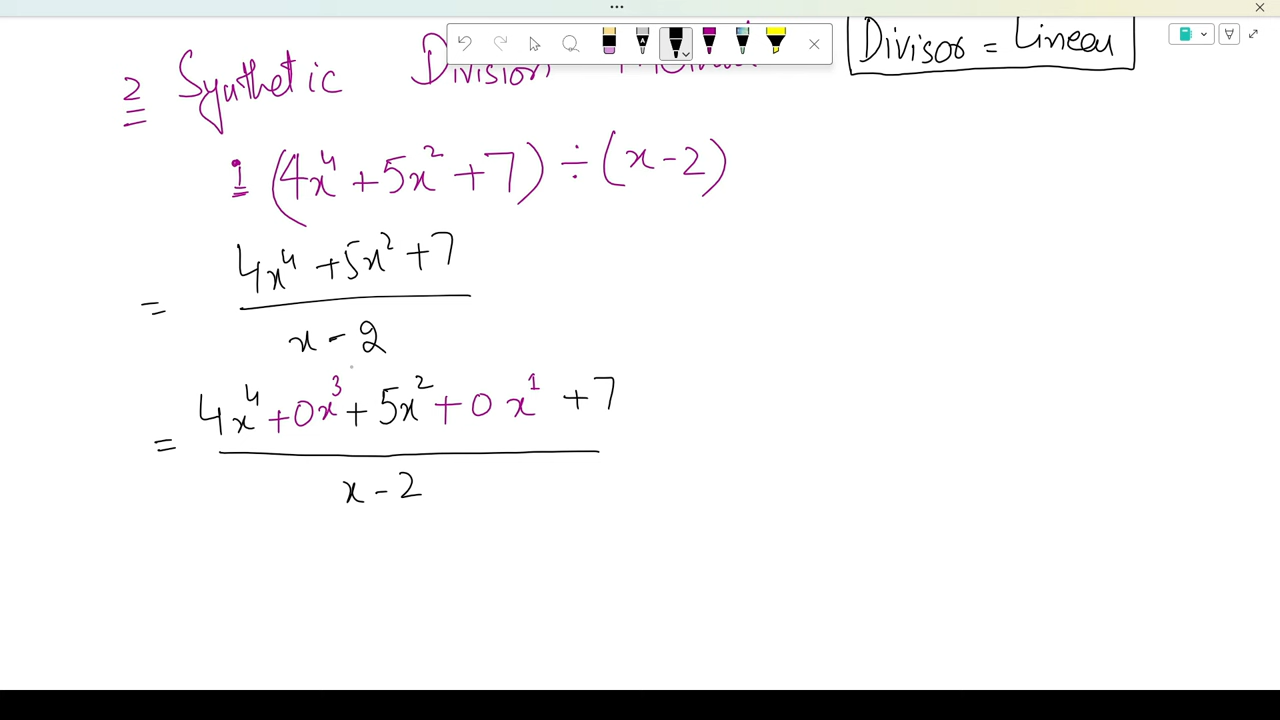 Divisor = Linear
2 Synthetic Division
i (4x⁴ + 5x² + 7) ÷ (x - 2)
4x⁴ + 5x² + 7
=
x - 2
4x⁴ + 0x³ + 5x² + 0x¹ + 7
=
x - 2